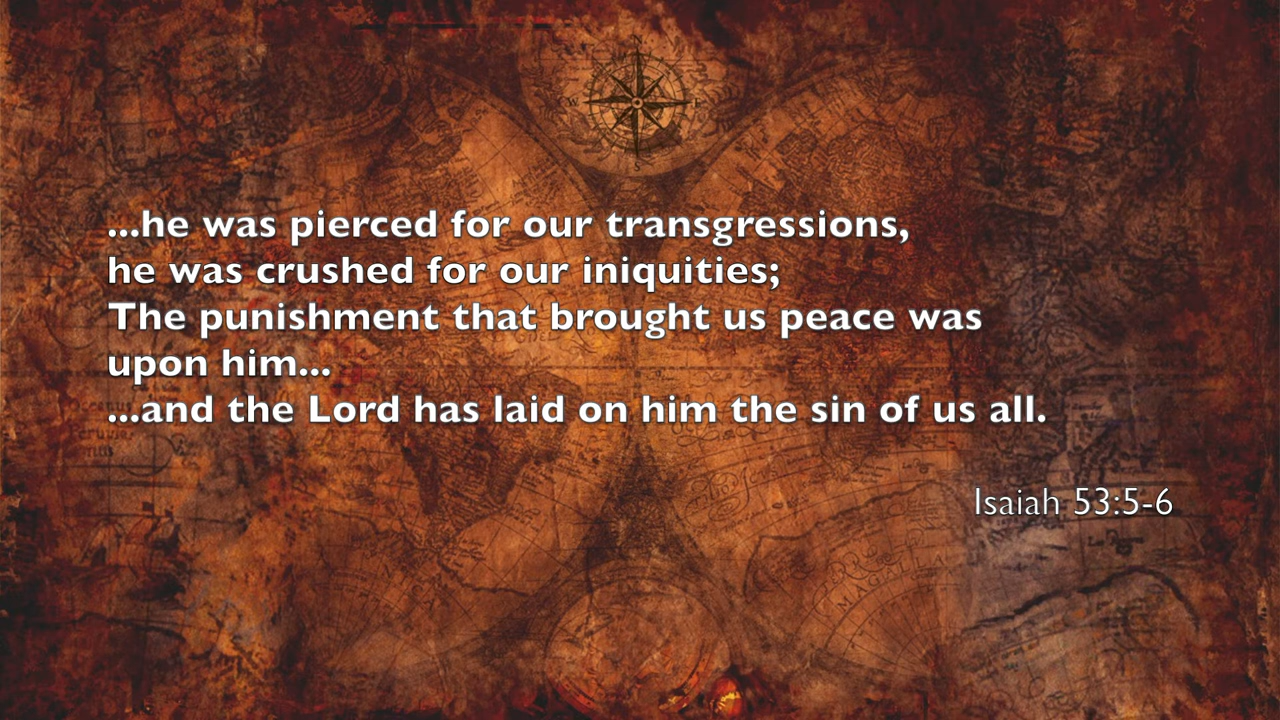 ...he was pierced for our transgressions,
he was crushed for our iniquities;
The punishment that brought us peace was
upon him...
...and the Lord has laid on him the sin of us all.
Isaiah 53:5-6